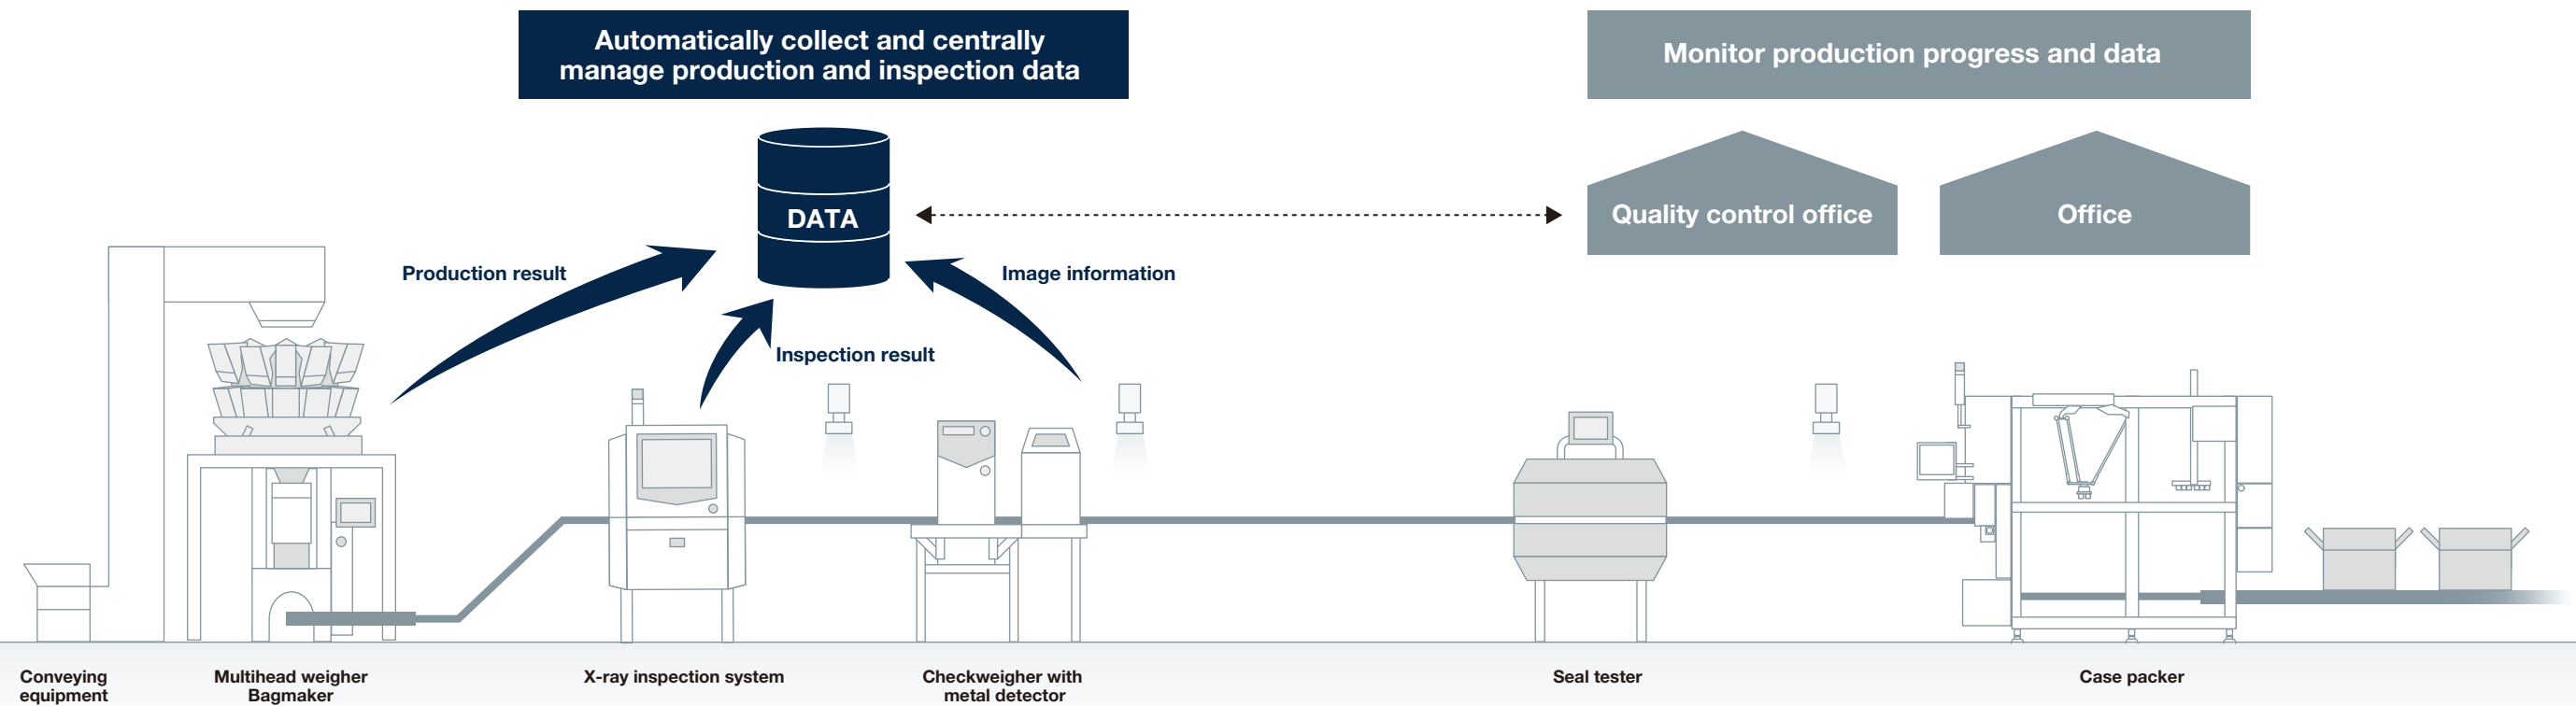 Automatically collect and centrally
manage production and inspection data
Monitor production progress and data
DATA
Quality control office
Office
Production result
Image information
Inspection result
Conveying
equipment
Multihead weigher
Bagmaker
X-ray inspection system
Checkweigher with
metal detector
Seal tester
Case packer